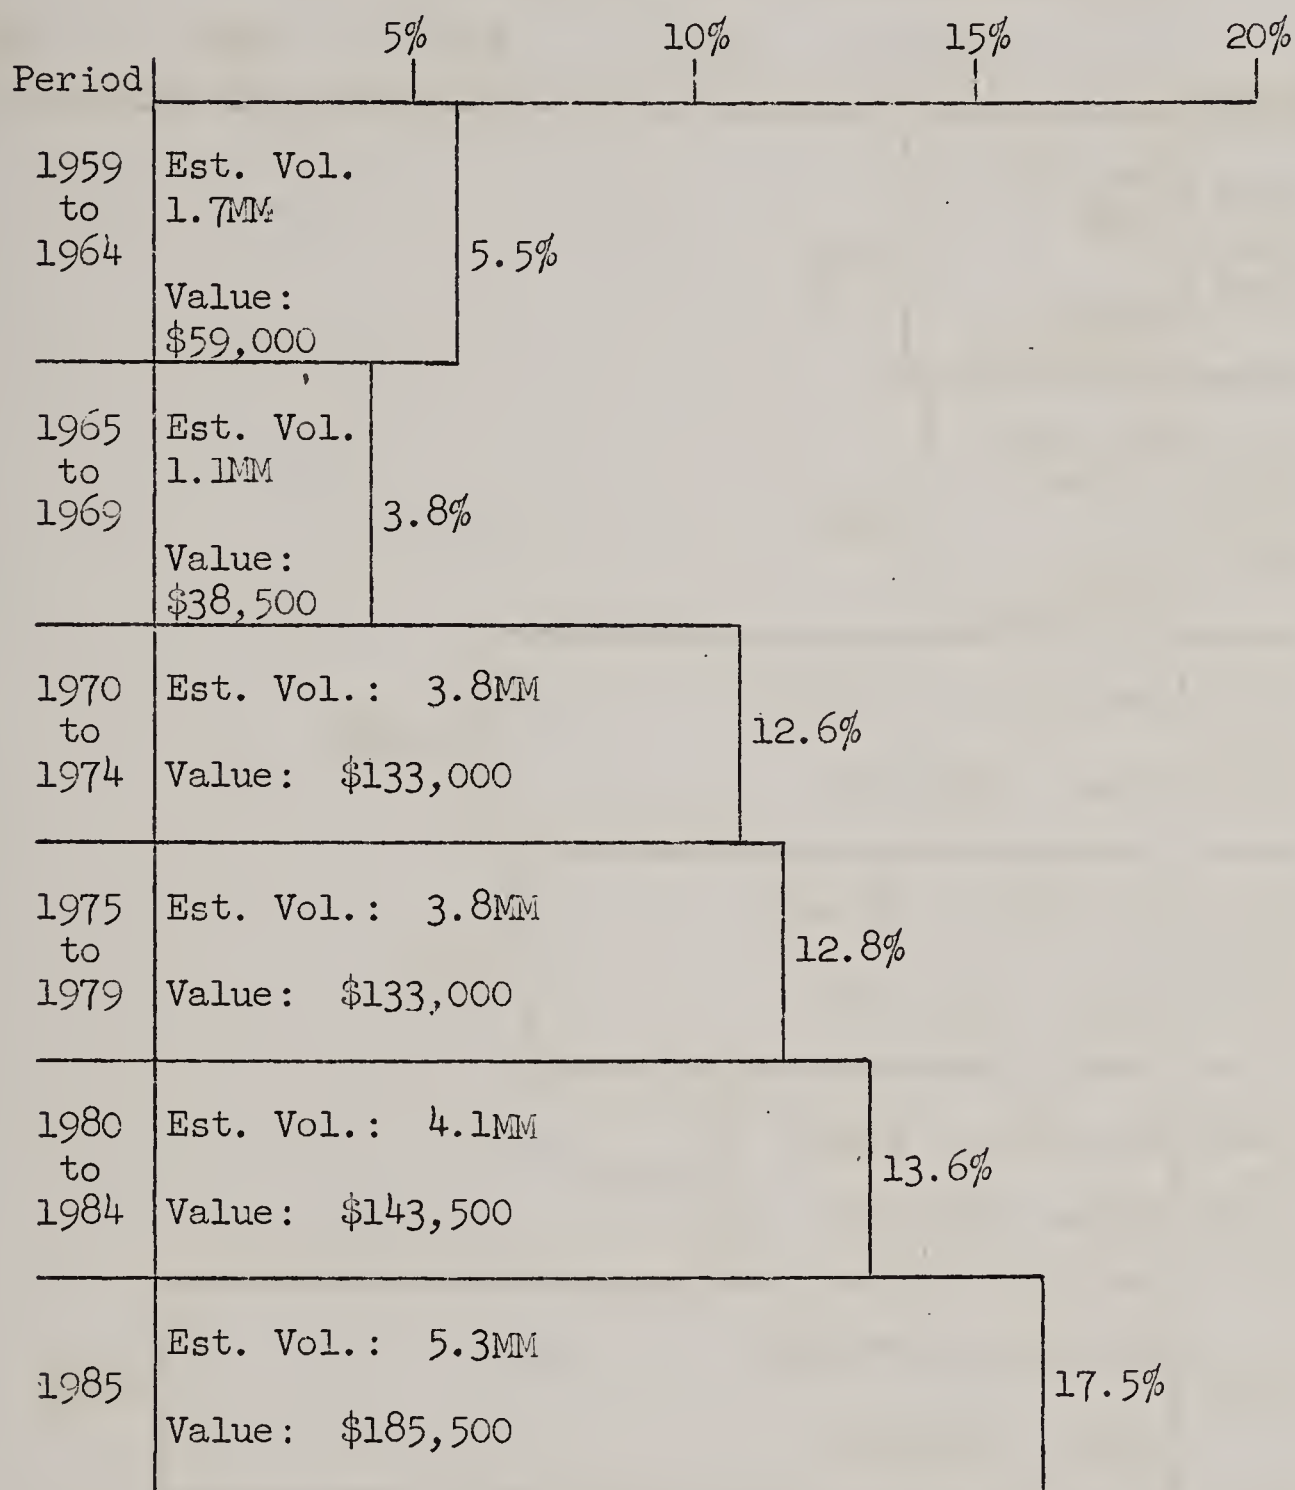 5% 10% 15% 20%
Period
1959
to
1964
Est. Vol.
1.7MM
Value:
$59,000
5.5%
1965
to
1969
Est. Vol.
1.1MM
Value:
$38,500
3.8%
1970
to
1974
Est. Vol.: 3.8MM
Value: $133,000
12.6%
1975
to
1979
Est. Vol.: 3.8MM
Value: $133,000
12.8%
1980
to
1984
Est. Vol.: 4.1MM
Value: $143,500
13.6%
1985
Est. Vol.: 5.3MM
Value: $185,500
17.5%